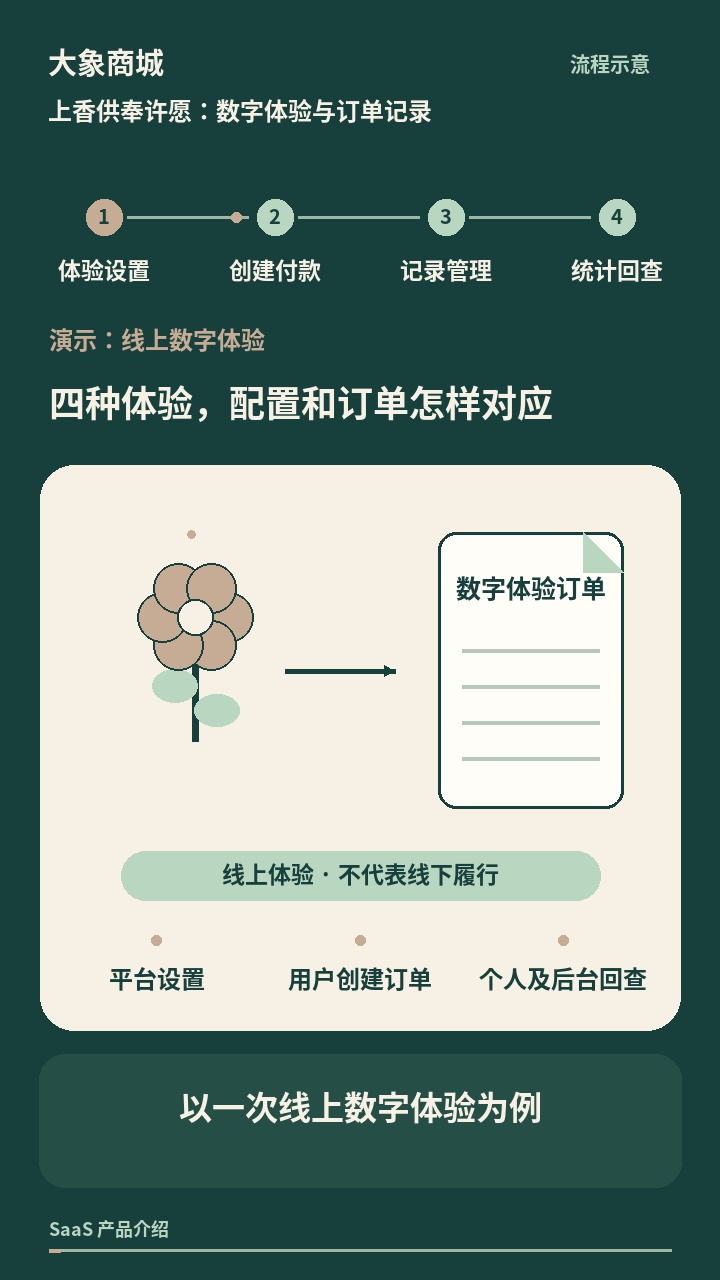 大象商城
流程示意
上香供奉许愿：数字体验与订单记录
1
2
3
4
体验设置
创建付款
记录管理
统计回查
演示：线上数字体验
四种体验，配置和订单怎样对应
数字体验订单
线上体验 · 不代表线下履行
平台设置
用户创建订单
个人及后台回查
以一次线上数字体验为例
SaaS 产品介绍